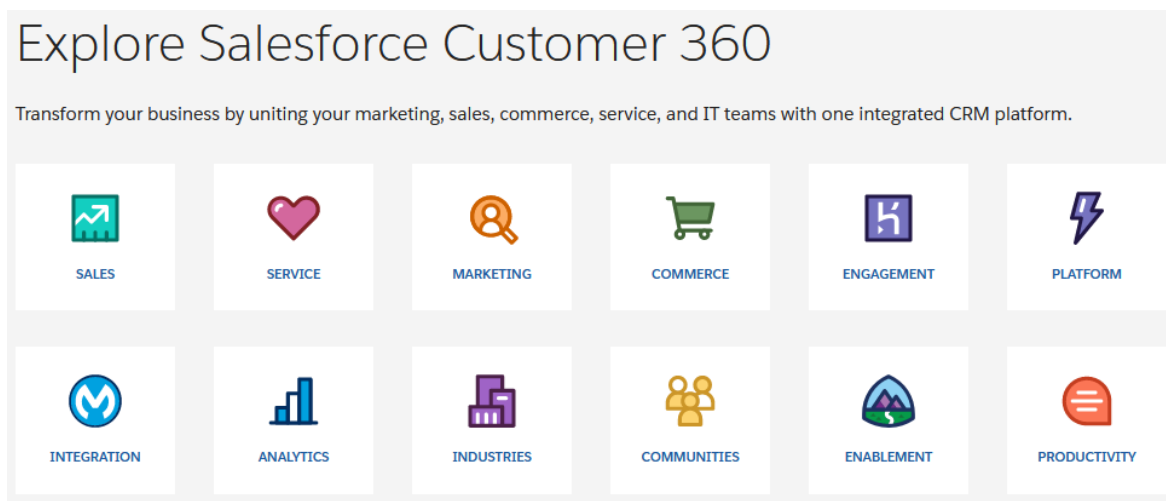 Explore Salesforce Customer 360
Transform your business by uniting your marketing, sales, commerce, service, and IT teams with one integrated CRM platform.
SALES
SERVICE
MARKETING
COMMERCE
ENGAGEMENT
PLATFORM
INTEGRATION
ANALYTICS
INDUSTRIES
COMMUNITIES
ENABLEMENT
PRODUCTIVITY